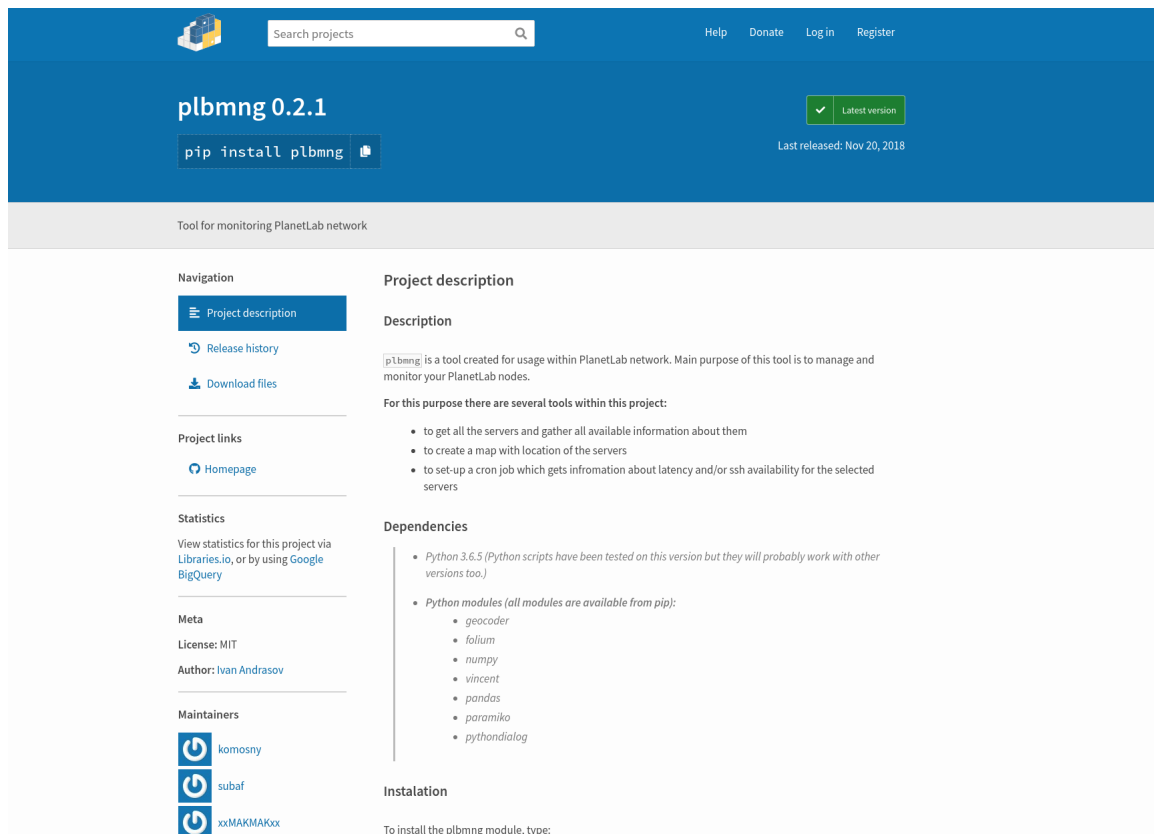 Search projects
Help Donate Log in Register
plbmng 0.2.1
Latest version
pip install plbmng
Last released: Nov 20, 2018
Tool for monitoring PlanetLab network
Navigation
Project description
Release history
Download files
Project links
Homepage
Statistics
View statistics for this project via
Libraries.io, or by using Google
BigQuery
Meta
License: MIT
Author: Ivan Andrasov
Maintainers
komosny
subaf
xxMAKMAKxx
Project description
Description
plbmng is a tool created for usage within PlanetLab network. Main purpose of this tool is to manage and
monitor your PlanetLab nodes.
For this purpose there are several tools within this project:
• to get all the servers and gather all available information about them
• to create a map with location of the servers
• to set-up a cron job which gets infromation about latency and/or ssh availability for the selected
servers
Dependencies
• Python 3.6.5 (Python scripts have been tested on this version but they will probably work with other
versions too.)
• Python modules (all modules are available from pip):
• geocoder
• folium
• numpy
• vincent
• pandas
• paramiko
• pythondialog
Instalation
To install the plbmng module, type: